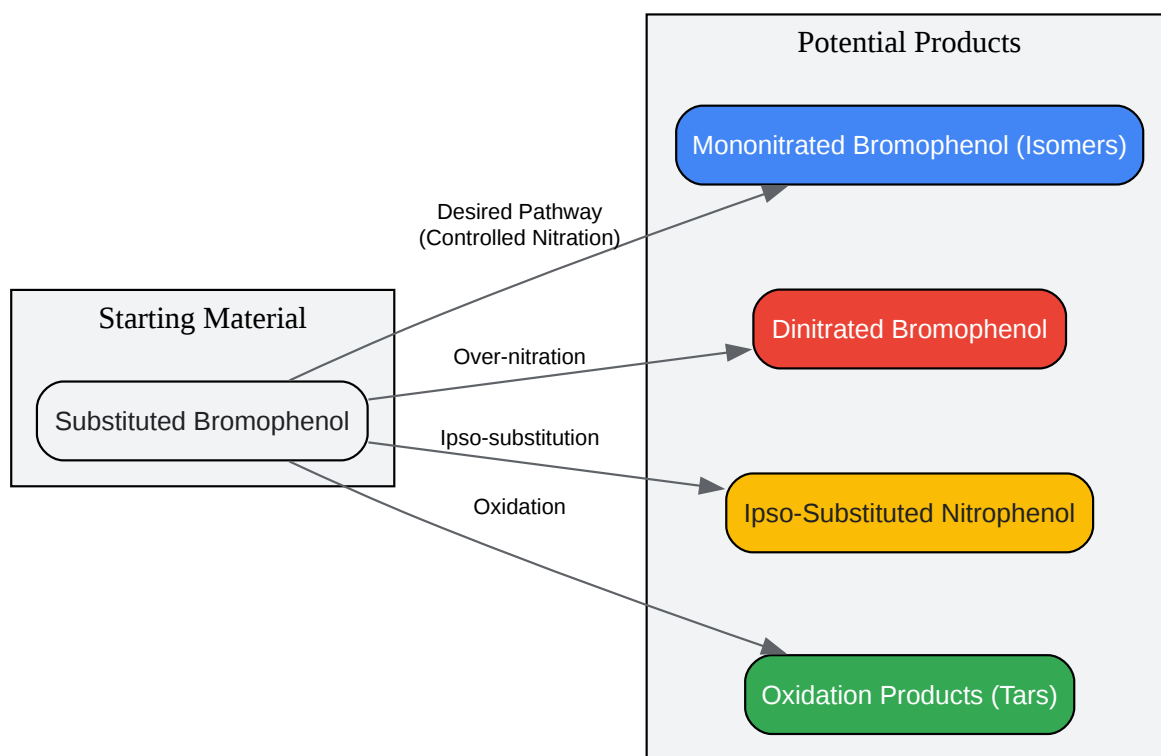 Potential Products
Mononitrated Bromophenol (Isomers)
Desired Pathway
(Controlled Nitration)
Dinitrated Bromophenol
Starting Material
Over-nitration
Substituted Bromophenol
Ipso-substitution
Ipso-Substituted Nitrophenol
Oxidation
Oxidation Products (Tars)